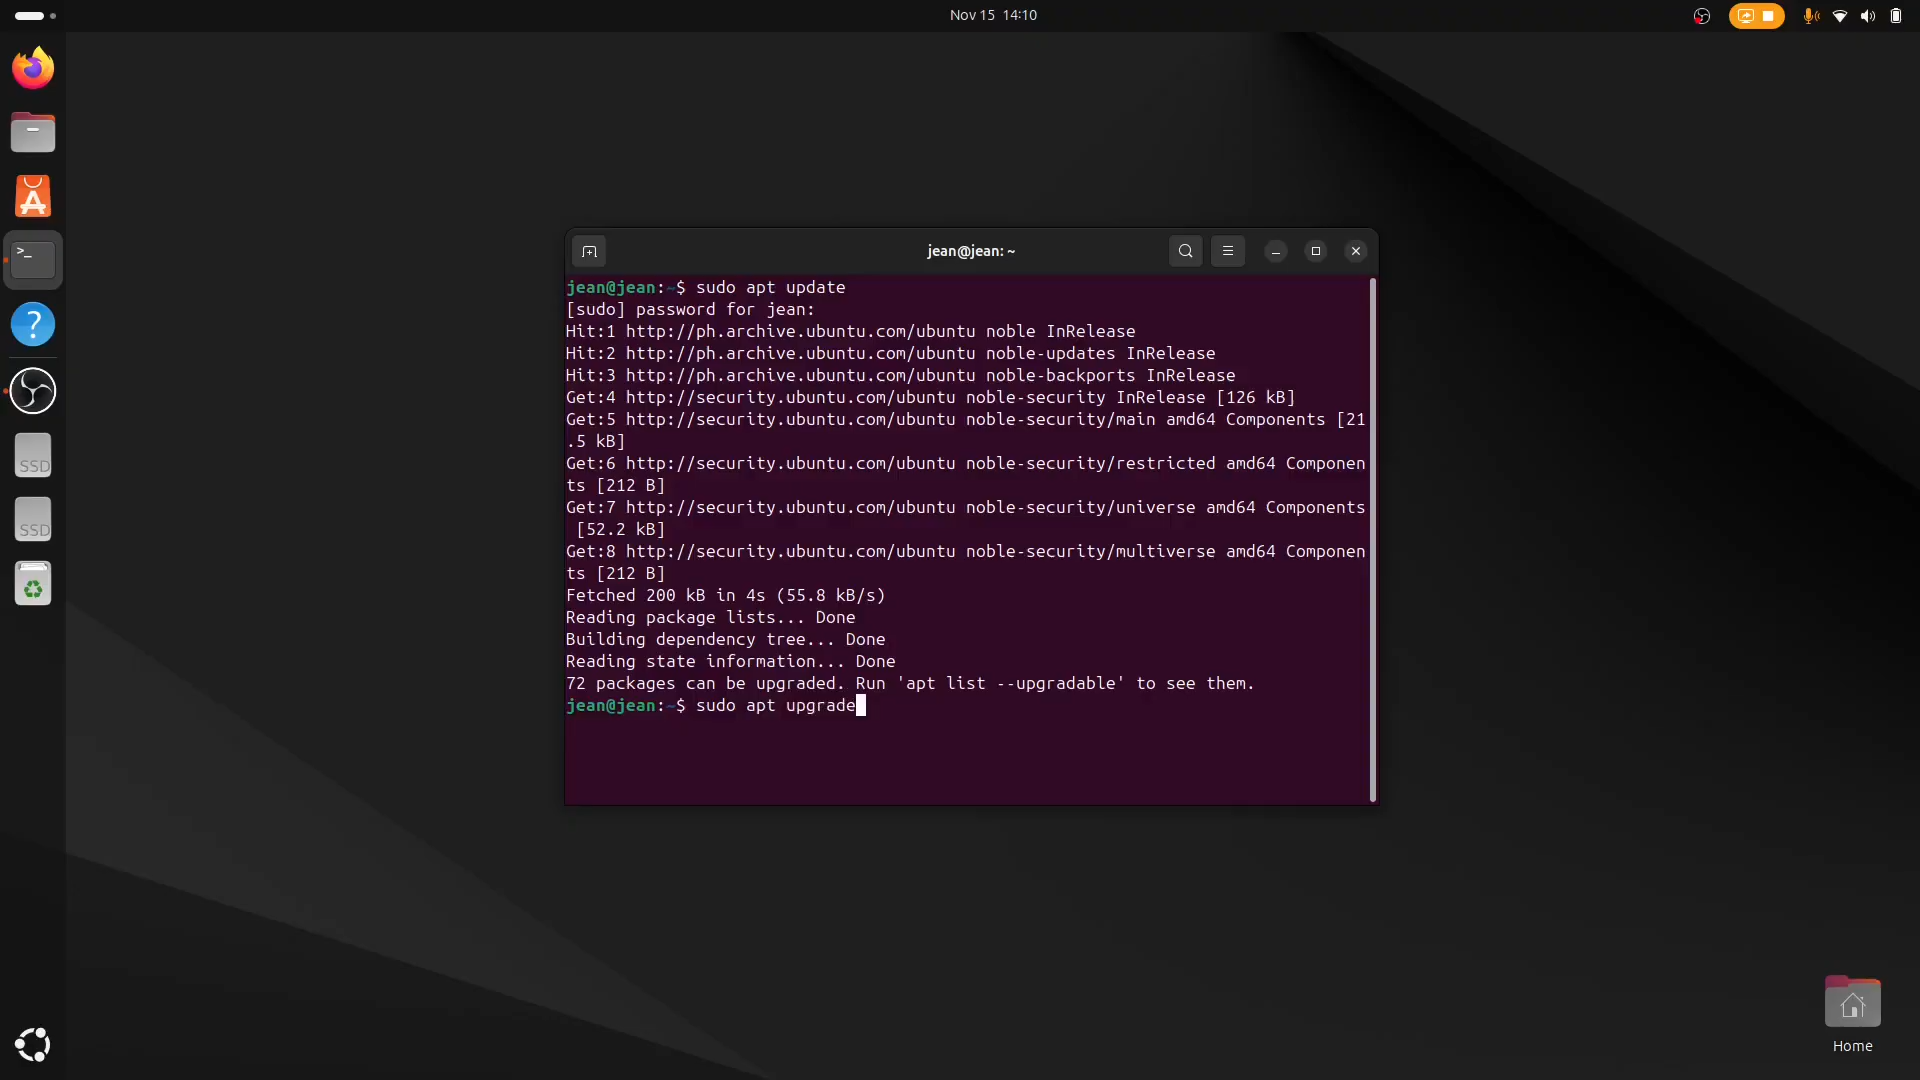 Nov 15 14:10
jean@jean: ~
jean@jean:~$ sudo apt update
[sudo] password for jean:
Hit:1 http://ph.archive.ubuntu.com/ubuntu noble InRelease
Hit:2 http://ph.archive.ubuntu.com/ubuntu noble-updates InRelease
Hit:3 http://ph.archive.ubuntu.com/ubuntu noble-backports InRelease
Get:4 http://security.ubuntu.com/ubuntu noble-security InRelease [126 kB]
Get:5 http://security.ubuntu.com/ubuntu noble-security/main amd64 Components [21
.5 kB]
Get:6 http://security.ubuntu.com/ubuntu noble-security/restricted amd64 Componen
ts [212 B]
Get:7 http://security.ubuntu.com/ubuntu noble-security/universe amd64 Components
 [52.2 kB]
Get:8 http://security.ubuntu.com/ubuntu noble-security/multiverse amd64 Componen
ts [212 B]
Fetched 200 kB in 4s (55.8 kB/s)
Reading package lists... Done
Building dependency tree... Done
Reading state information... Done
72 packages can be upgraded. Run 'apt list --upgradable' to see them.
jean@jean:~$ sudo apt upgrade
SSD
SSD
Home